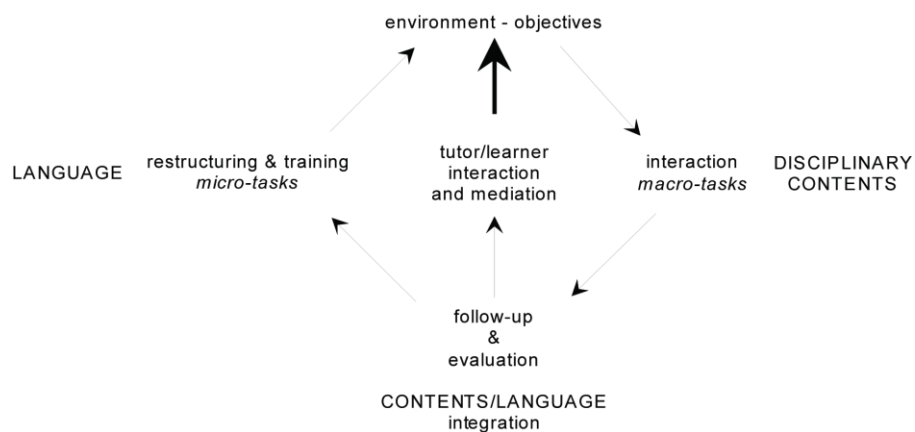 environment - objectives
LANGUAGE
restructuring & training
micro-tasks
tutor/learner
interaction
and mediation
interaction
macro-tasks
DISCIPLINARY
CONTENTS
follow-up
&
evaluation
CONTENTS/LANGUAGE
integration